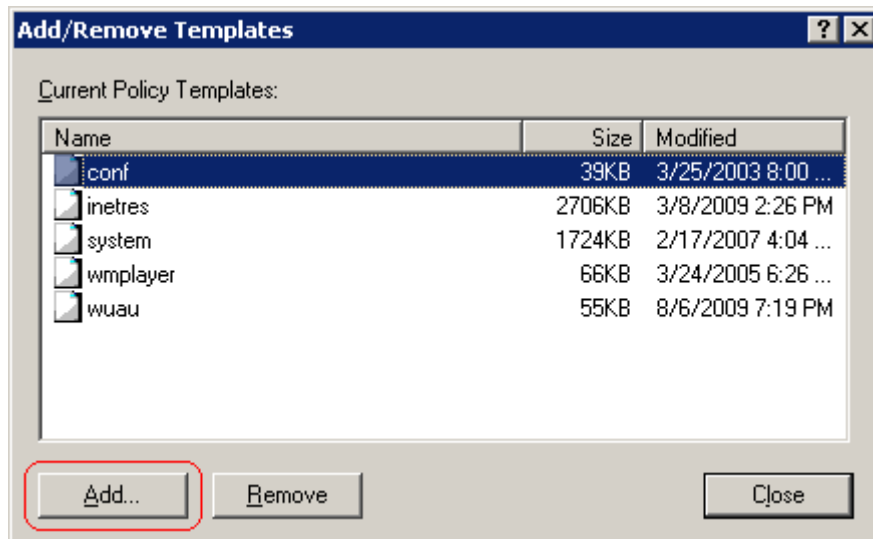 Add/Remove Templates
Current Policy Templates:
Name Size Modified
conf 39KB 3/25/2003 8:00 ...
inetres 2706KB 3/8/2009 2:26 PM
system 1724KB 2/17/2007 4:04 ...
wmplayer 66KB 3/24/2005 6:26 ...
wuau 55KB 8/6/2009 7:19 PM
Add... Remove Close